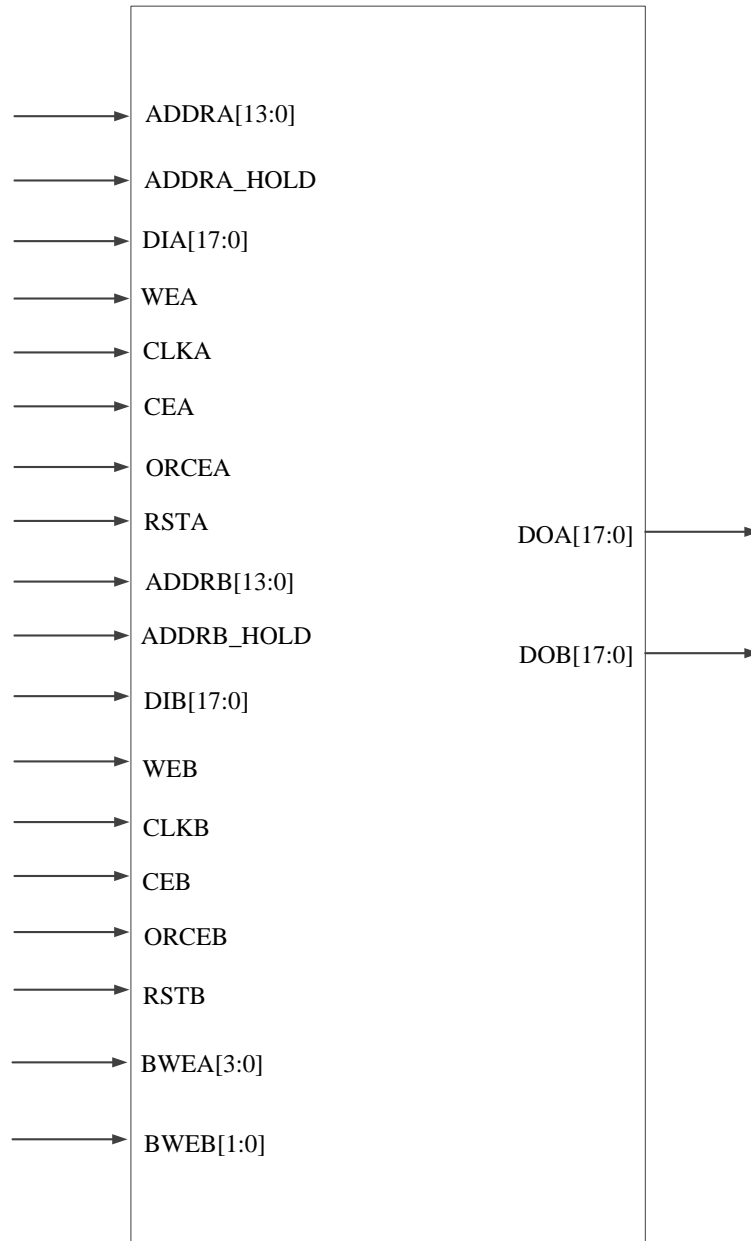 ADDRA[13:0]
ADDRA_HOLD
DIA[17:0]
WEA
CLKA
CEA
ORCEA
RSTA
DOA[17:0]
ADDRB[13:0]
ADDRB_HOLD
DOB[17:0]
DIB[17:0]
WEB
CLKB
CEB
ORCEB
RSTB
BWEA[3:0]
BWEB[1:0]